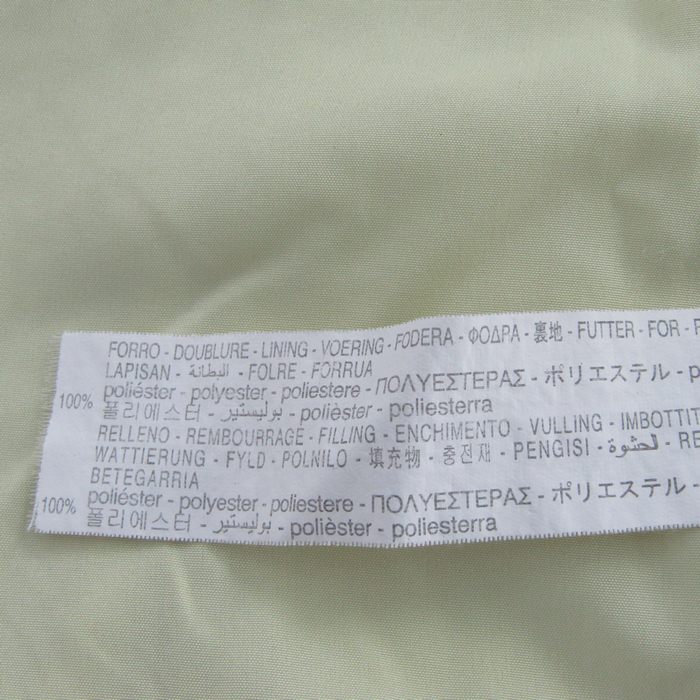 FORRO - DOUBLURE - LINING - VOERING - FODERA - ΦΟΔΡΑ - 裏地 - FUTTER - FOR -
LAPISAN - البطانة - FOLRE - FORRUA
100% poliéster - polyester - poliestere - ΠΟΛΥΕΣΤΕΡΑΣ - ポリエステル -
폴리에스터 - بوليستير - polièster - poliesterra
RELLENO - REMBOURRAGE - FILLING - ENCHIMENTO - VULLING - IMBOTTIT
WATTIERUNG - FYLD - POLNILO - 填充物 - 충전재 - PENGISI - لحشوة - RE
BETEGARRIA
100% poliéster - polyester - poliestere - ΠΟΛΥΕΣΤΕΡΑΣ - ポリエステル -
폴리에스터 - بوليستير - polièster - poliesterra